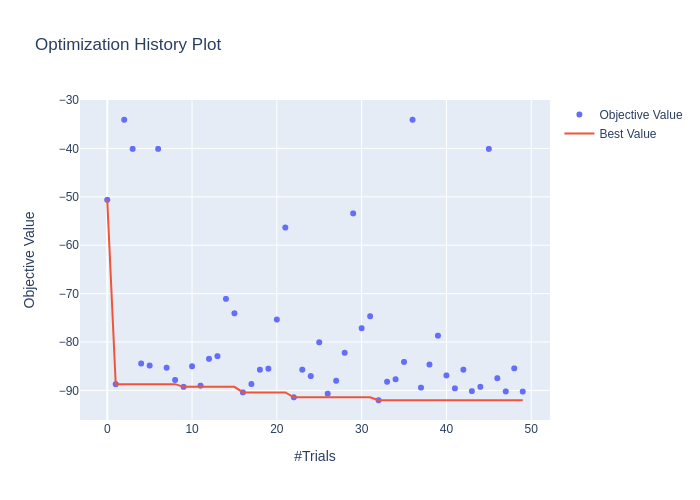 Optimization History Plot
−30
−40
−50
−60
−70
−80
−90
Objective Value
0
10
20
30
40
50
#Trials
Objective Value
Best Value